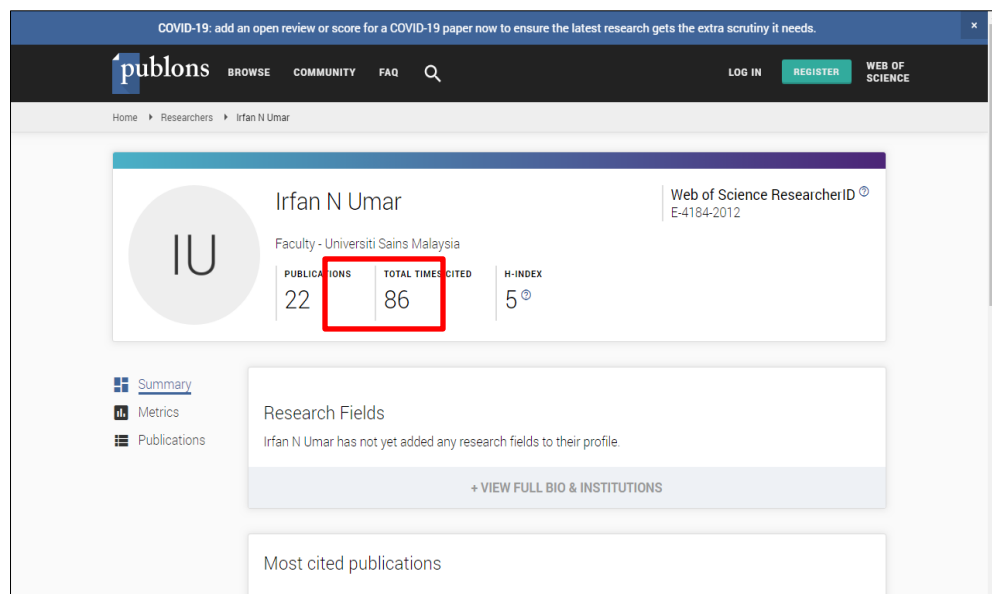 COVID-19: add an open review or score for a COVID-19 paper now to ensure the latest research gets the extra scrutiny it needs. ×
publons BROWSE COMMUNITY FAQ LOG IN REGISTER WEB OF SCIENCE
Home Researchers Irfan N Umar
IU
Irfan N Umar
Web of Science ResearcherID ?
E-4184-2012
Faculty - Universiti Sains Malaysia
PUBLICATIONS TOTAL TIMES CITED H-INDEX
22 86 5 ?
Summary
Metrics
Publications
Research Fields
Irfan N Umar has not yet added any research fields to their profile.
+ VIEW FULL BIO & INSTITUTIONS
Most cited publications